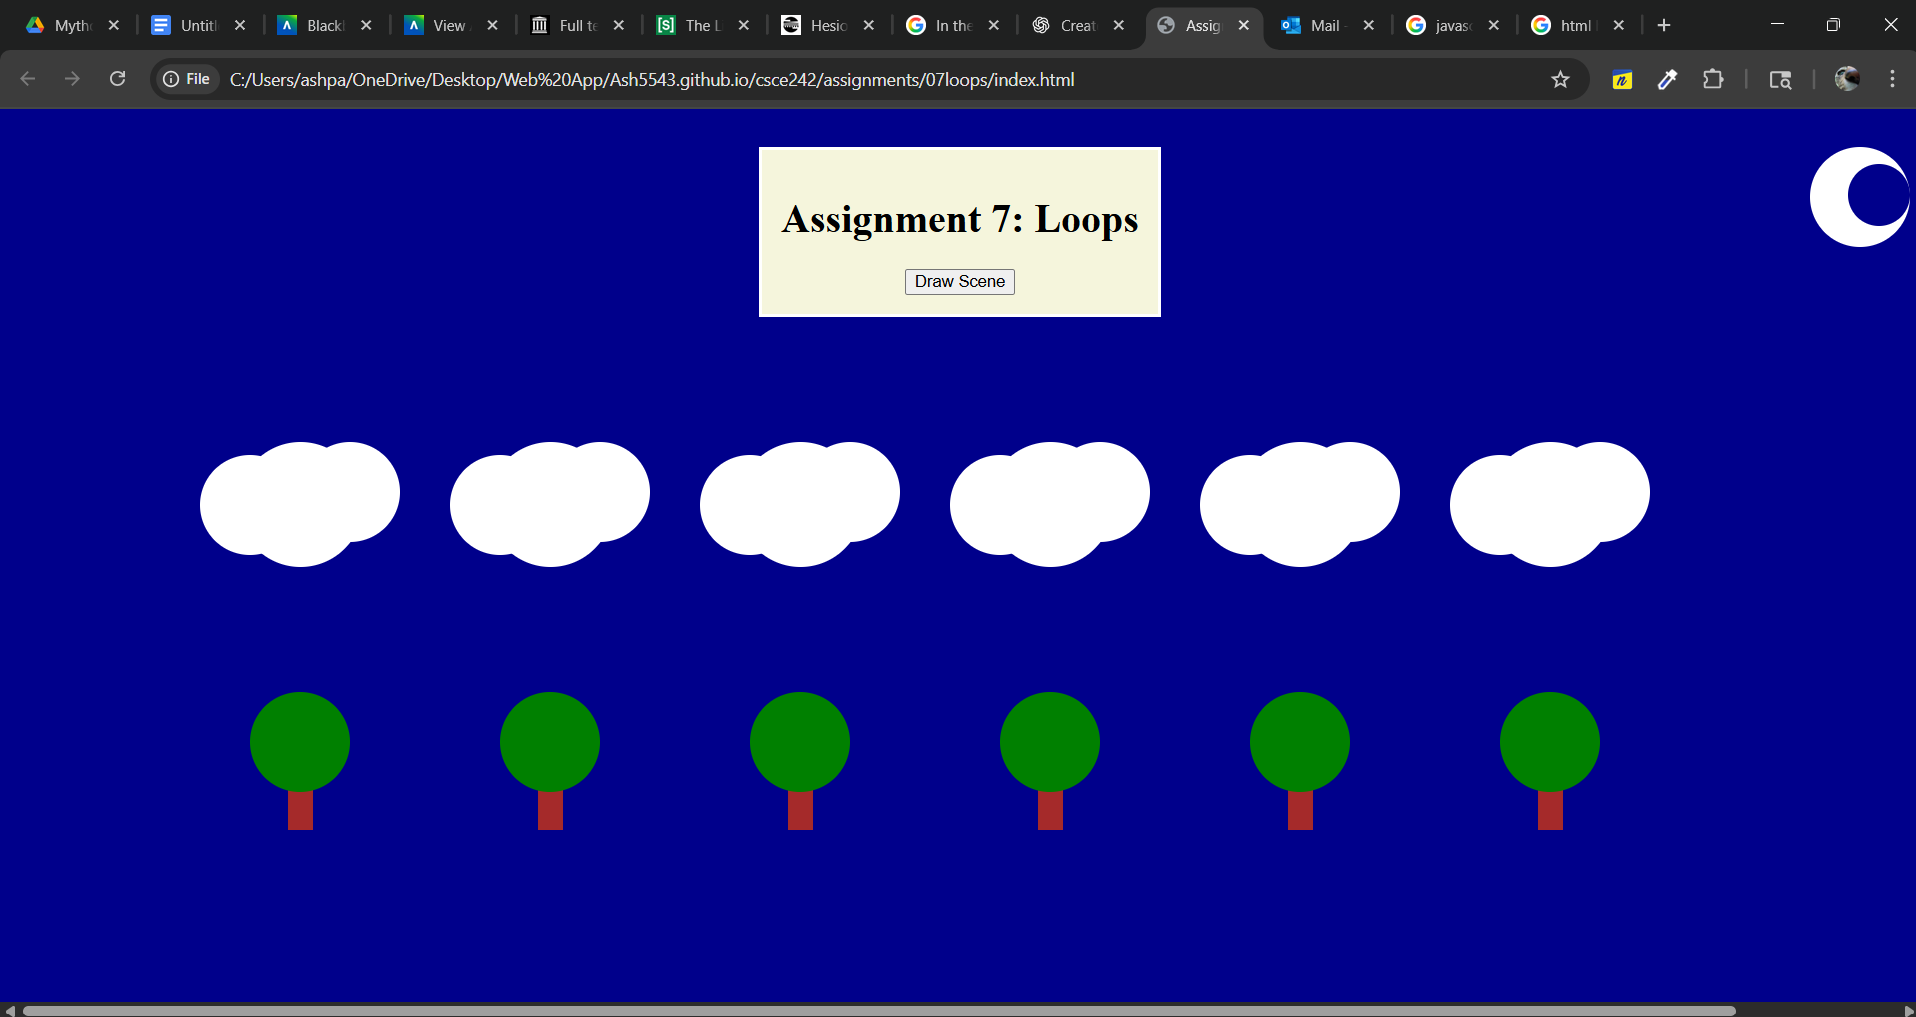 Myth
Untitl
Black
View
Full te
The L
Hesio
In the
Creat
Assig
Mail -
javasc
html
File
C:/Users/ashpa/OneDrive/Desktop/Web%20App/Ash5543.github.io/csce242/assignments/07loops/index.html
Assignment 7: Loops
Draw Scene